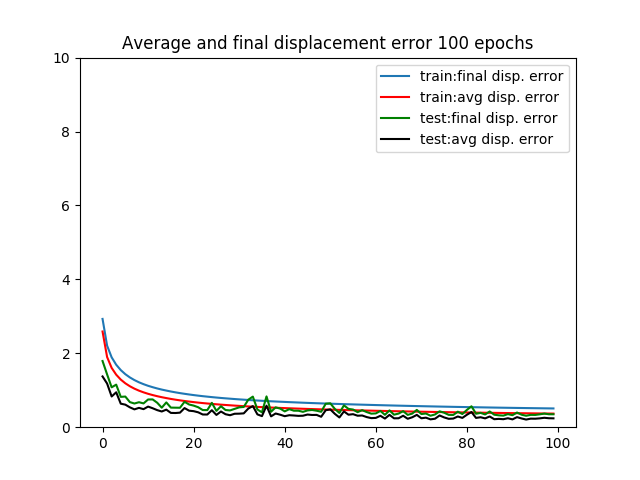 Average and final displacement error 100 epochs
10
8
6
4
2
0
train:final disp. error
train:avg disp. error
test:final disp. error
test:avg disp. error
0 20 40 60 80 100